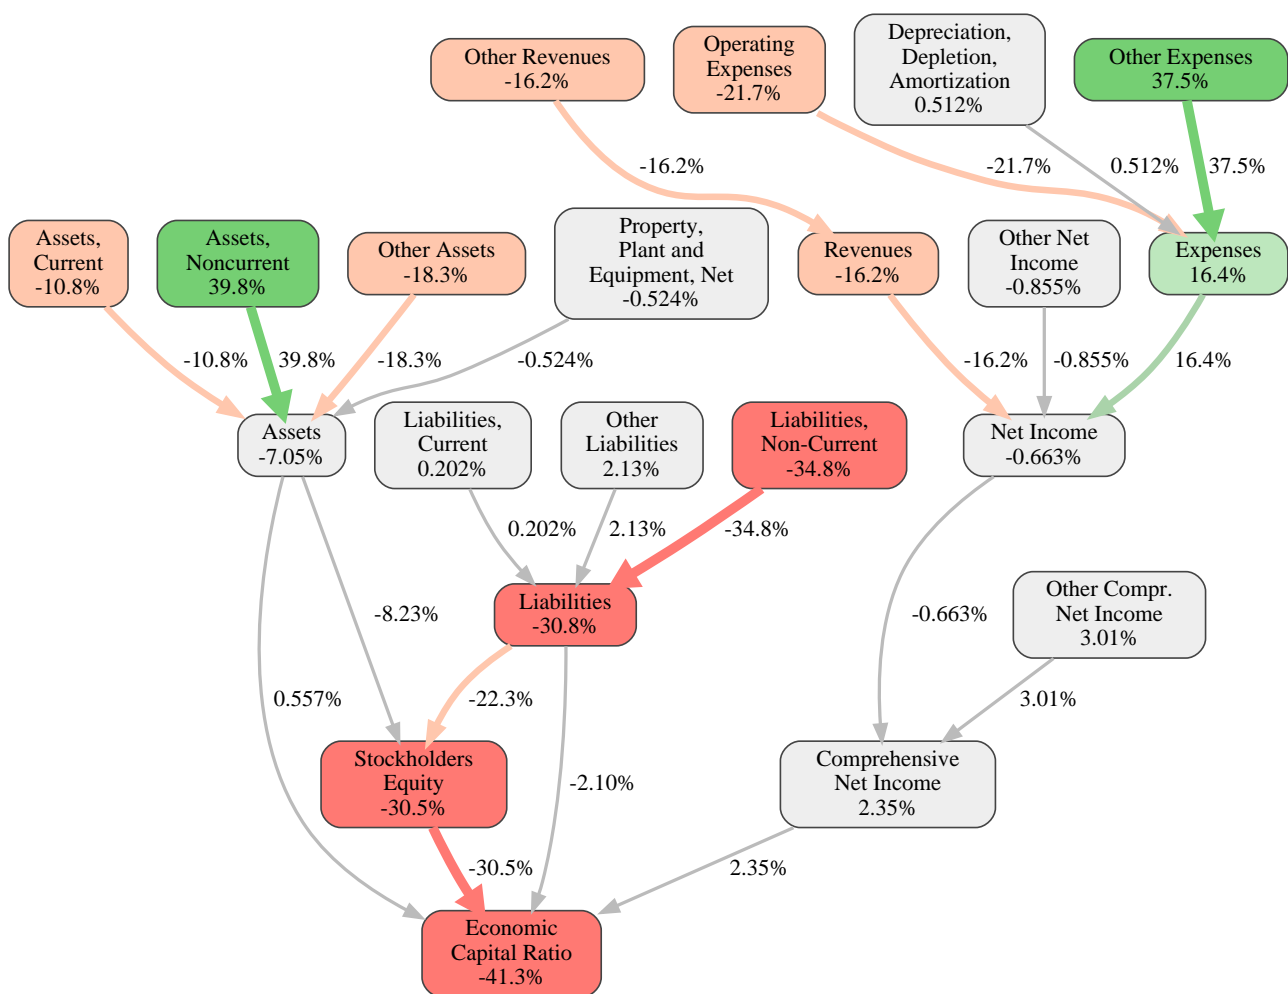 Other Revenues
-16.2%
Operating
Expenses
-21.7%
Depreciation,
Depletion,
Amortization
0.512%
Other Expenses
37.5%
-16.2%
-21.7%
0.512%
37.5%
Assets,
Current
-10.8%
Assets,
Noncurrent
39.8%
Other Assets
-18.3%
Property,
Plant and
Equipment, Net
-0.524%
Revenues
-16.2%
Other Net
Income
-0.855%
Expenses
16.4%
-10.8%
39.8%
-18.3%
-0.524%
-16.2%
-0.855%
16.4%
Assets
-7.05%
Liabilities,
Current
0.202%
Other
Liabilities
2.13%
Liabilities,
Non-Current
-34.8%
Net Income
-0.663%
0.202%
2.13%
-34.8%
-8.23%
Liabilities
-30.8%
-0.663%
Other Compr.
Net Income
3.01%
0.557%
-22.3%
3.01%
Stockholders
Equity
-30.5%
-2.10%
Comprehensive
Net Income
2.35%
-30.5%
2.35%
Economic
Capital Ratio
-41.3%